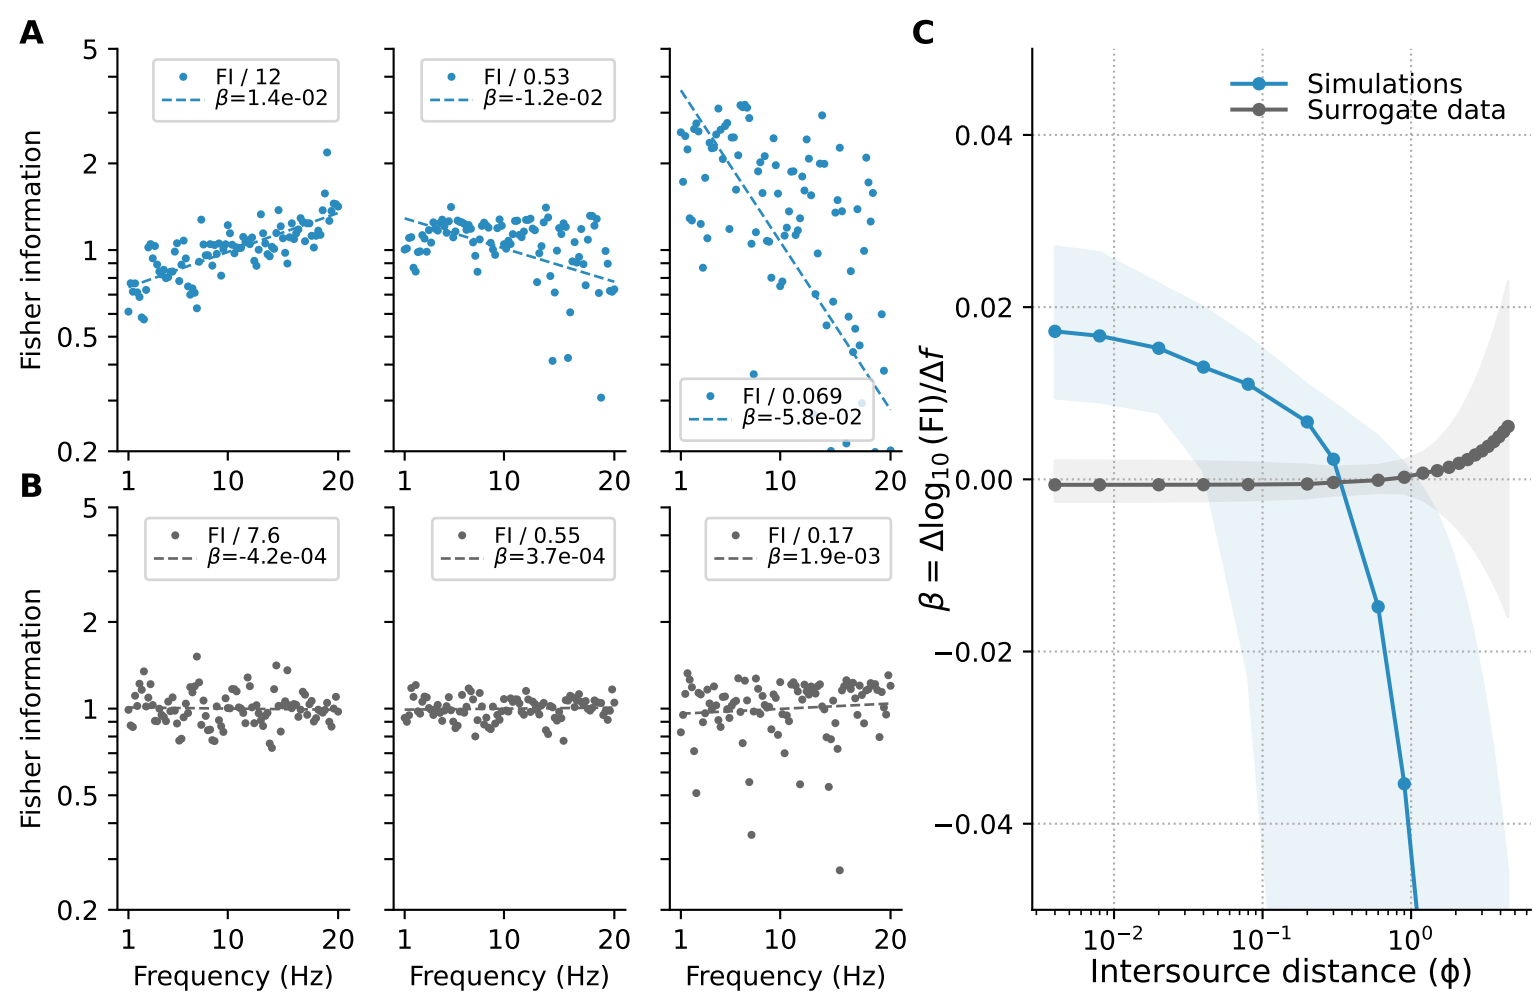 A
C
5
2
1
0.5
0.2
Fisher information
FI / 12
β=1.4e-02
FI / 0.53
β=-1.2e-02
FI / 0.069
β=-5.8e-02
1 10 20
1 10 20
1 10 20
B
5
2
1
0.5
0.2
Fisher information
FI / 7.6
β=-4.2e-04
FI / 0.55
β=3.7e-04
FI / 0.17
β=1.9e-03
1 10 20
1 10 20
1 10 20
Frequency (Hz)
Frequency (Hz)
Frequency (Hz)
Simulations
Surrogate data
0.04
0.02
0.00
−0.02
−0.04
β = Δlog₁₀ (FI)/Δf
10⁻² 10⁻¹ 10⁰
Intersource distance (ϕ)